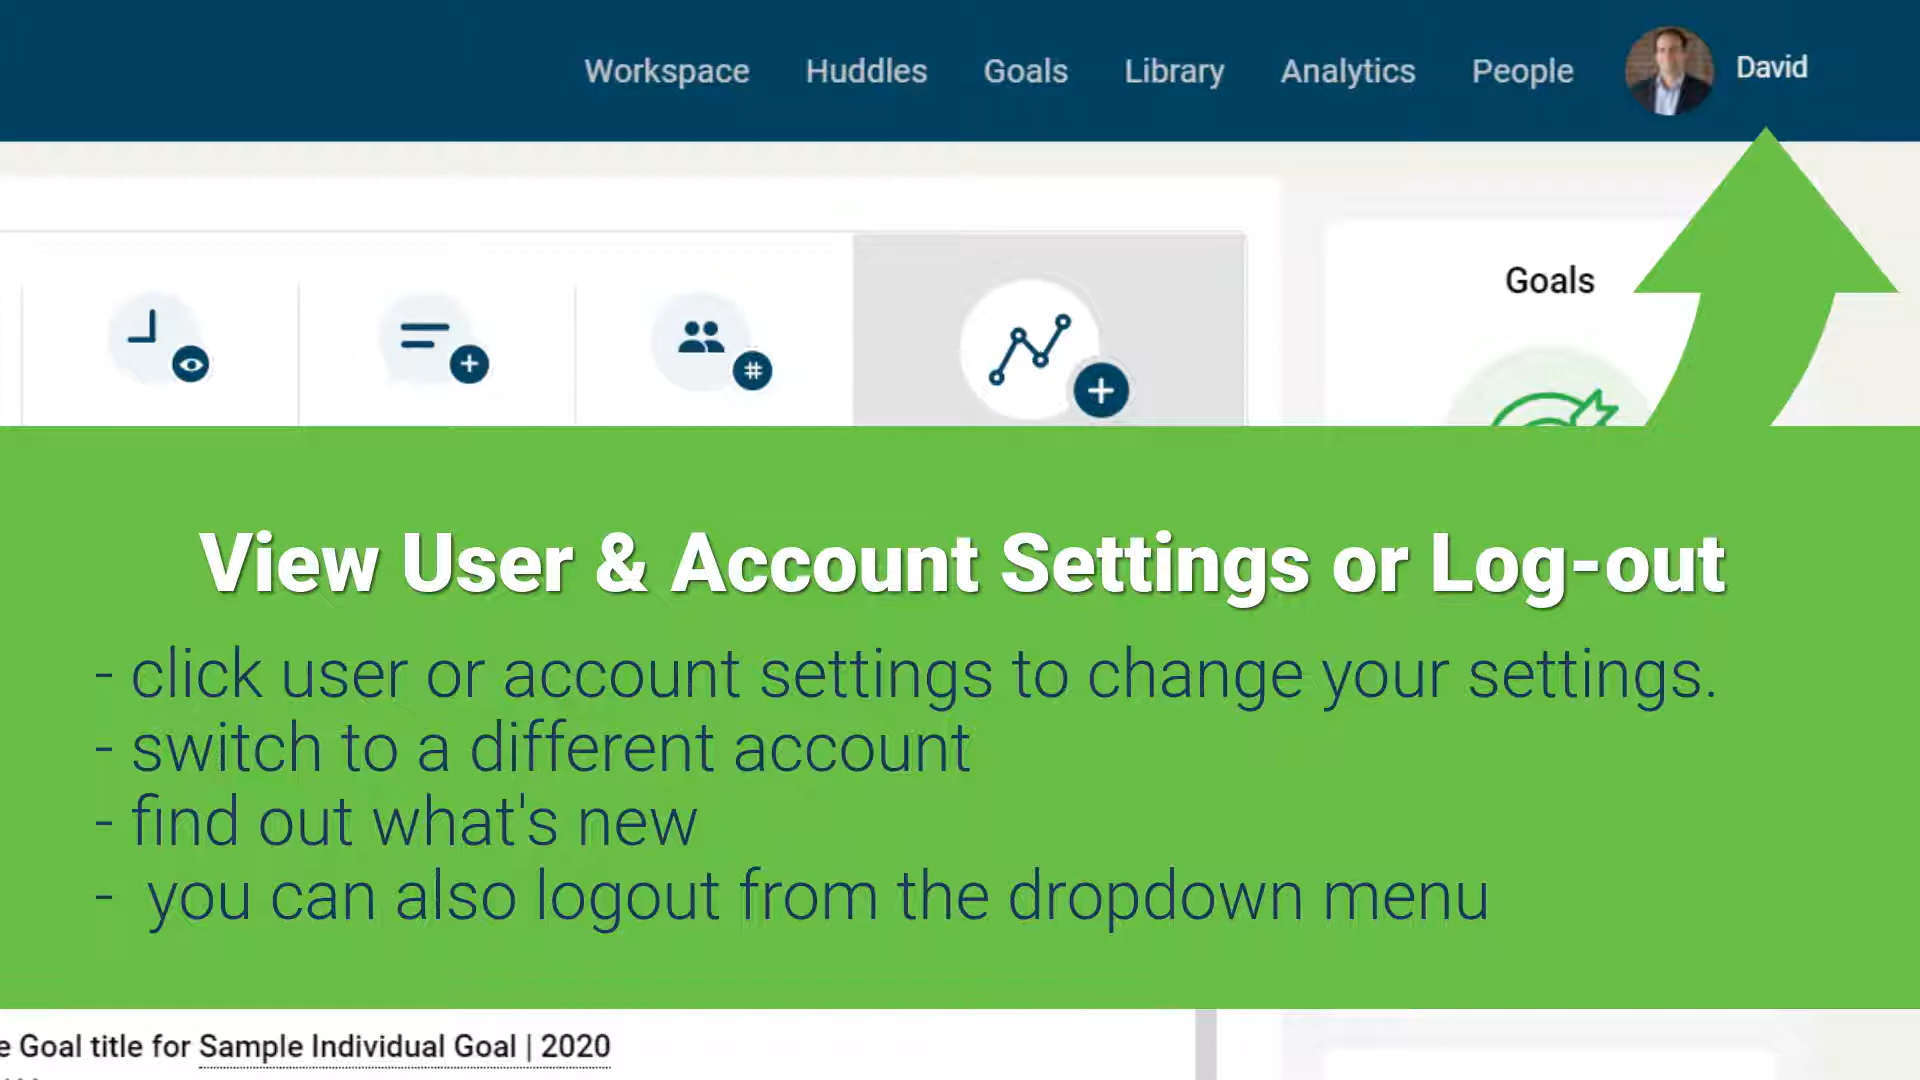 Workspace Huddles Goals Library Analytics People David
Goals
View User & Account Settings or Log-out
- click user or account settings to change your settings.
- switch to a different account
- find out what's new
- you can also logout from the dropdown menu
e Goal title for Sample Individual Goal | 2020